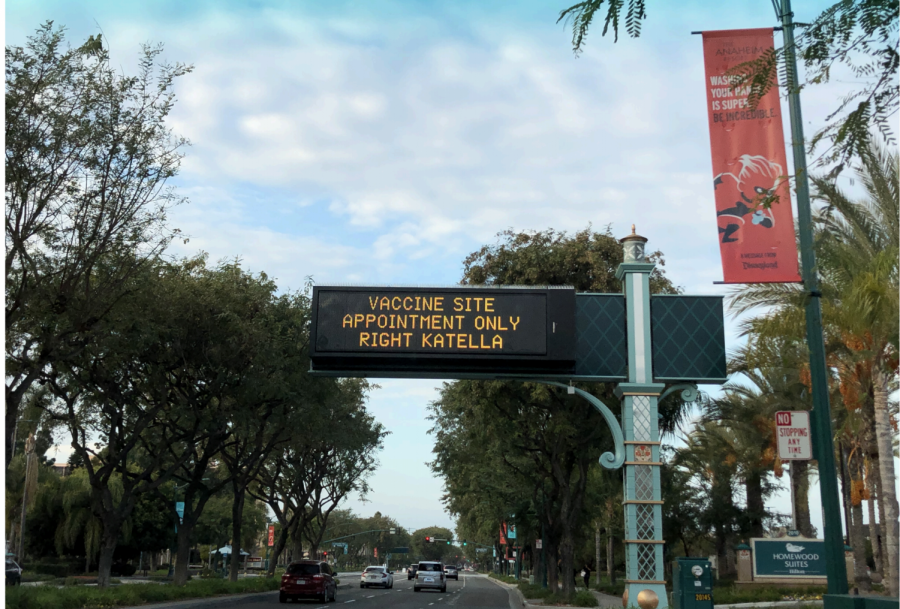 VACCINE SITE
APPOINTMENT ONLY
RIGHT KATELLA
ANAHEIM
WASHING
YOUR HANDS
IS SUPER
BE INCREDIBLE
Disneyland
NO
STOPPING
ANY
TIME
HOMEWOOD
SUITES
Hilton